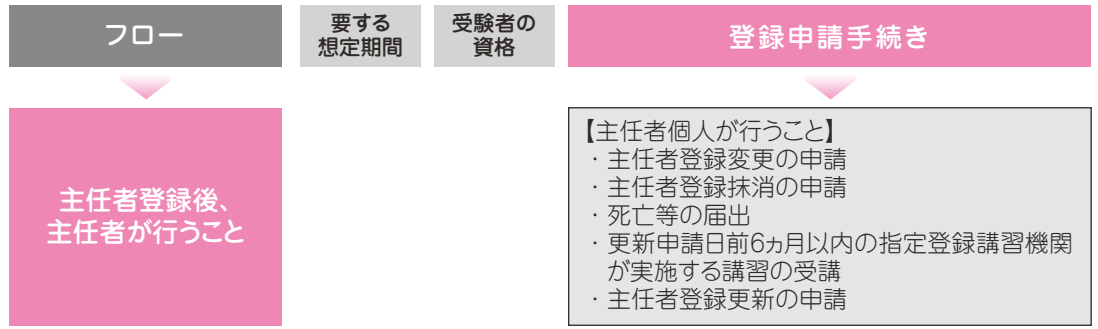 フロー
要する
想定期間
受験者の
資格
登録申請手続き
主任者登録後、
主任者が行うこと
【主任者個人が行うこと】
・主任者登録変更の申請
・主任者登録抹消の申請
・死亡等の届出
・更新申請日前6ヵ月以内の指定登録講習機関
が実施する講習の受講
・主任者登録更新の申請